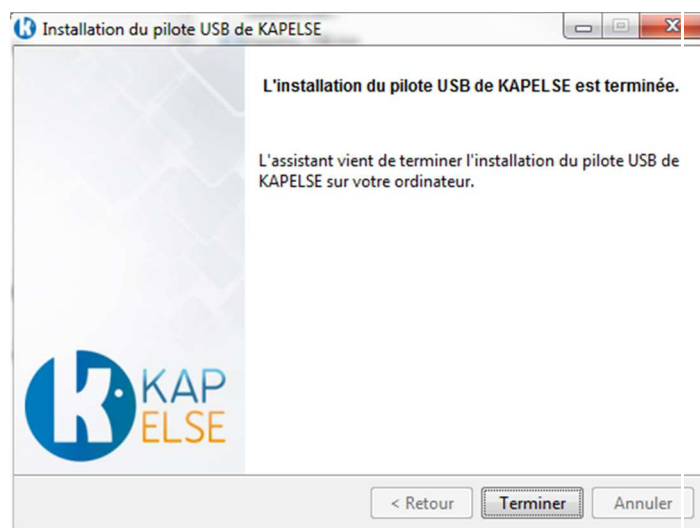 Installation du pilote USB de KAPELSE
L'installation du pilote USB de KAPELSE est terminée.
L'assistant vient de terminer l'installation du pilote USB de
KAPELSE sur votre ordinateur.
K
KAP
ELSE
< Retour
Terminer
Annuler